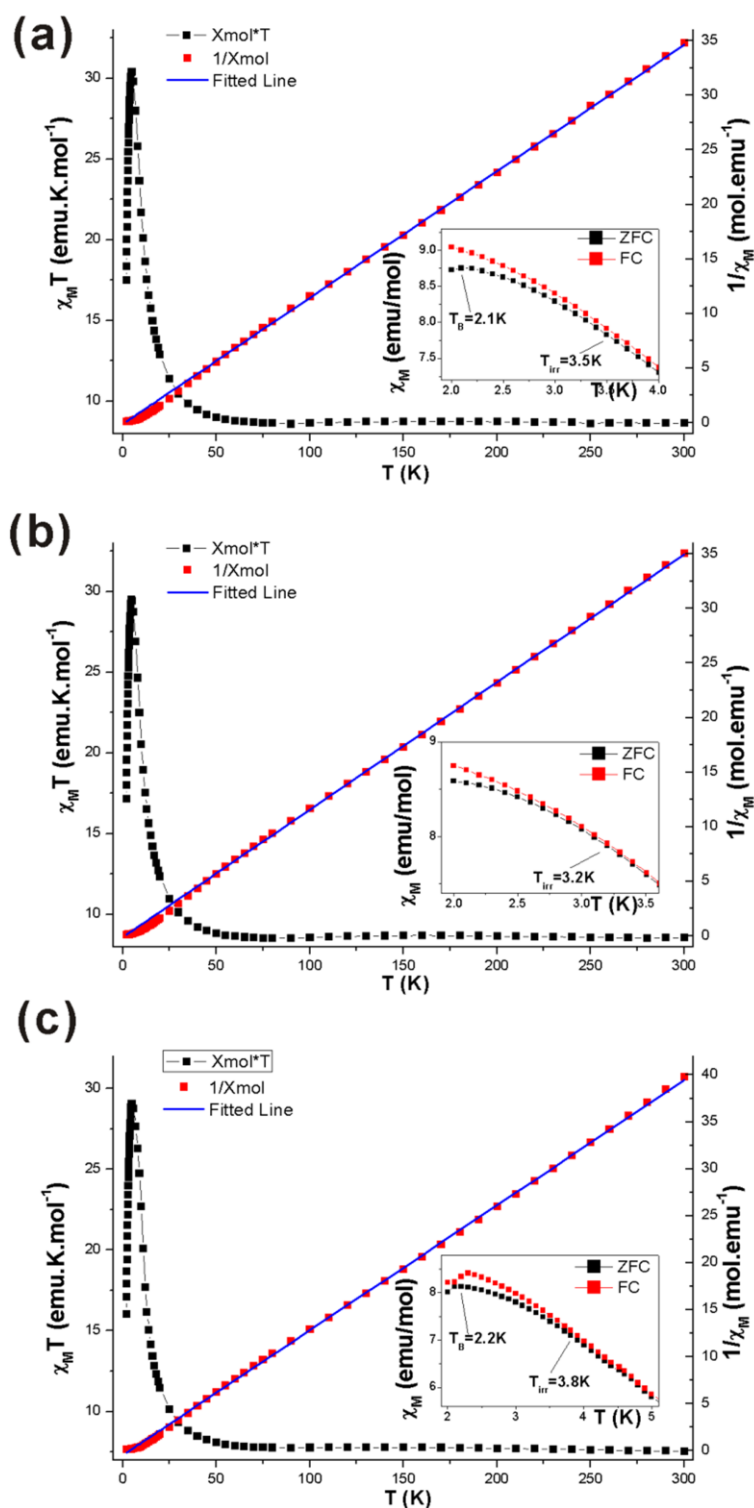 (a)
Xmol*T
1/Xmol
Fitted Line
χMT (emu.K.mol⁻¹)
30
25
20
15
10
35
30
25
20
15
10
5
0
1/χM (mol.emu⁻¹)
0 50 100 150 200 250 300
T (K)
ZFC
FC
χM (emu/mol)
9.0
8.5
8.0
7.5
TB=2.1K
Tirr=3.5K
2.0 2.5 3.0 3.5 4.0
T (K)
(b)
Xmol*T
1/Xmol
Fitted Line
χMT (emu.K.mol⁻¹)
30
25
20
15
10
35
30
25
20
15
10
5
0
1/χM (mol.emu⁻¹)
0 50 100 150 200 250 300
T (K)
ZFC
FC
χM (emu/mol)
9
8
Tirr=3.2K
2.0 2.5 3.0 3.5
T (K)
(c)
Xmol*T
1/Xmol
Fitted Line
χMT (emu.K.mol⁻¹)
30
25
20
15
10
40
35
30
25
20
15
10
5
0
1/χM (mol.emu⁻¹)
0 50 100 150 200 250 300
T (K)
ZFC
FC
χM (emu/mol)
8
7
6
TB=2.2K
Tirr=3.8K
2 3 4 5
T (K)